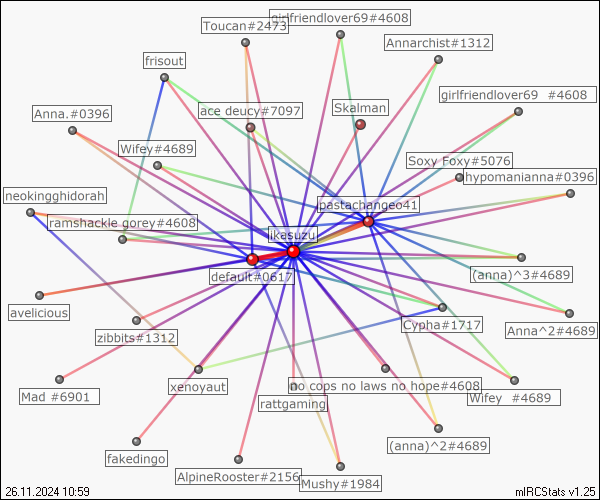 girlfriendlover69#4608
Toucan#2473
Annarchist#1312
frisout
girlfriendlover69 #4608
ace deucy#7097
Skalman
Anna.#0396
Wifey#4689
Soxy Foxy#5076
hypomanianna#0396
neokingghidorah
pastachangeo41
ramshackle gorey#4608
ikesuzu
default#0617
(anna)^3#4689
avelicious
Cypha#1717
Anna^2#4689
zibbits#1312
xenoyaut
no cops no laws no hope#4608
Mad #6901
rattgaming
Wifey #4689
(anna)^2#4689
fakedingo
AlpineRooster#2156
Mushy#1984
26.11.2024 10:59
mIRCStats v1.25